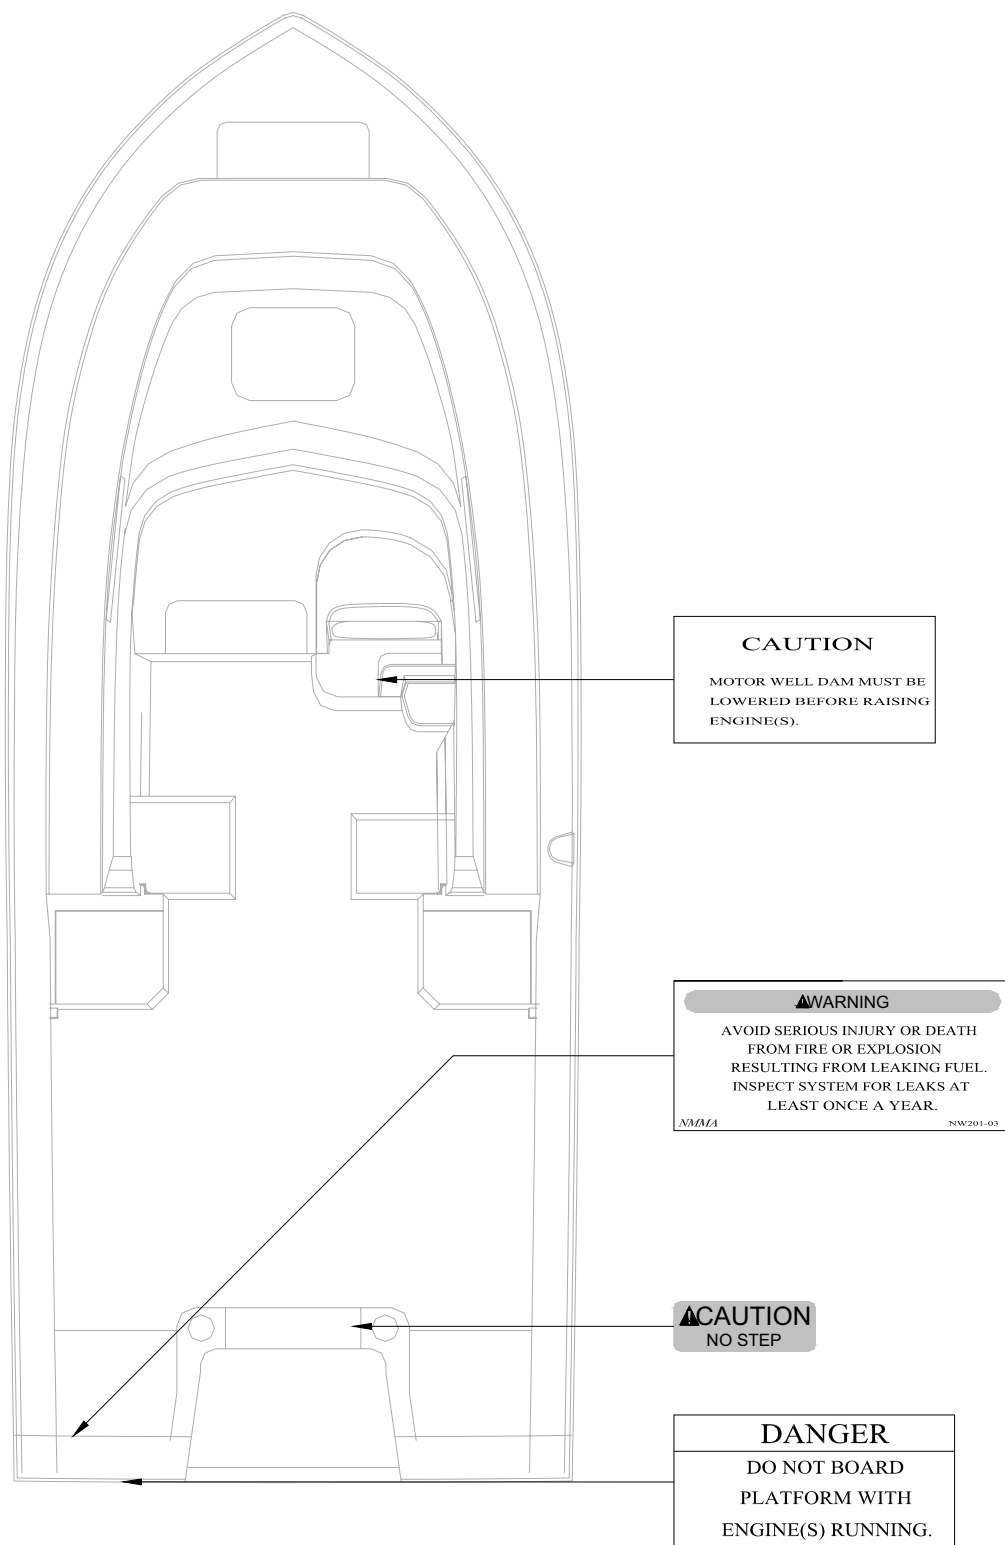 CAUTION
MOTOR WELL DAM MUST BE
LOWERED BEFORE RAISING
ENGINE(S).
WARNING
AVOID SERIOUS INJURY OR DEATH
FROM FIRE OR EXPLOSION
RESULTING FROM LEAKING FUEL.
INSPECT SYSTEM FOR LEAKS AT
LEAST ONCE A YEAR.
NMMA NW201-03
CAUTION
NO STEP
DANGER
DO NOT BOARD
PLATFORM WITH
ENGINE(S) RUNNING.